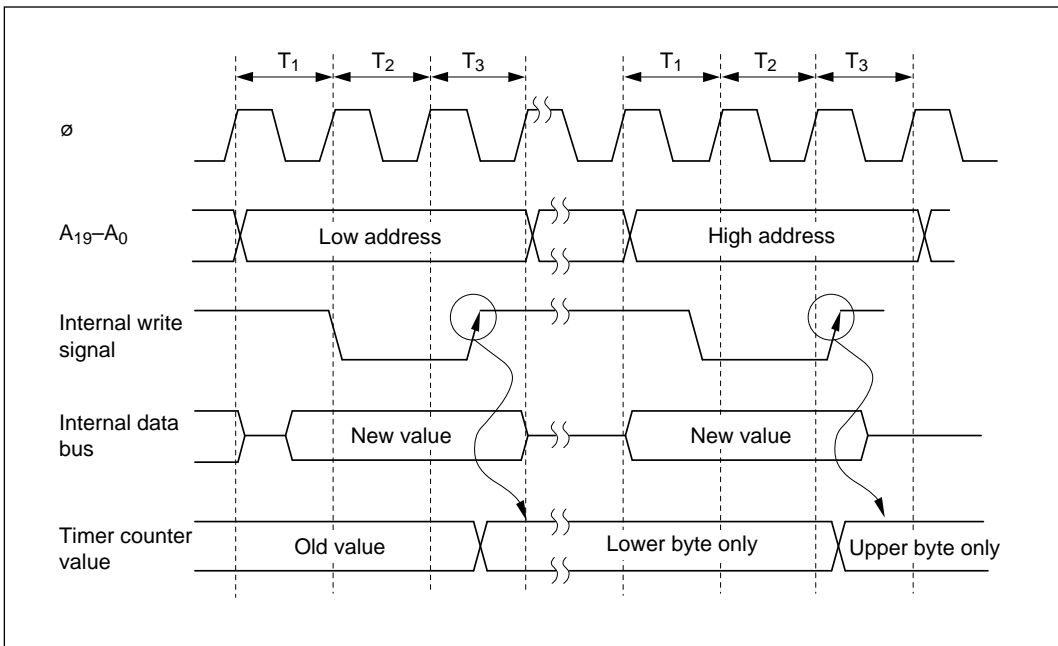 T1 T2 T3 T1 T2 T3
ø
A19–A0
Low address High address
Internal write
signal
Internal data
bus
New value New value
Timer counter
value
Old value Lower byte only Upper byte only